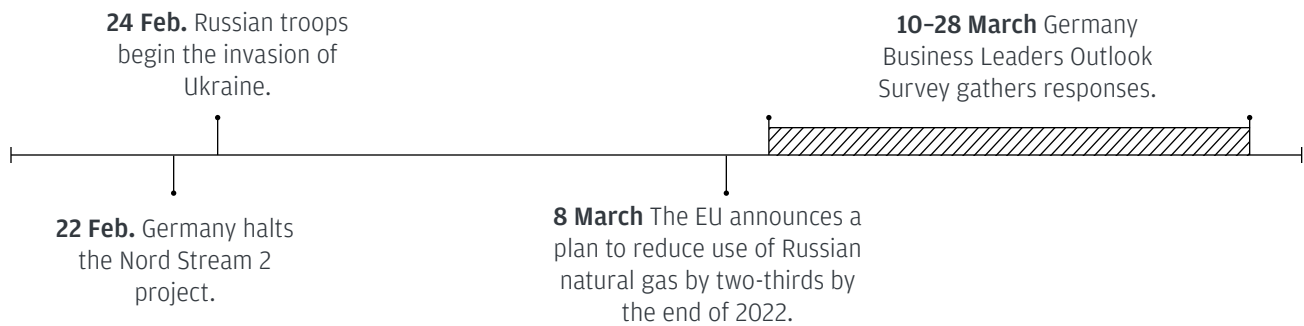 24 Feb. Russian troops
begin the invasion of
Ukraine.
10–28 March Germany
Business Leaders Outlook
Survey gathers responses.
22 Feb. Germany halts
the Nord Stream 2
project.
8 March The EU announces a
plan to reduce use of Russian
natural gas by two-thirds by
the end of 2022.